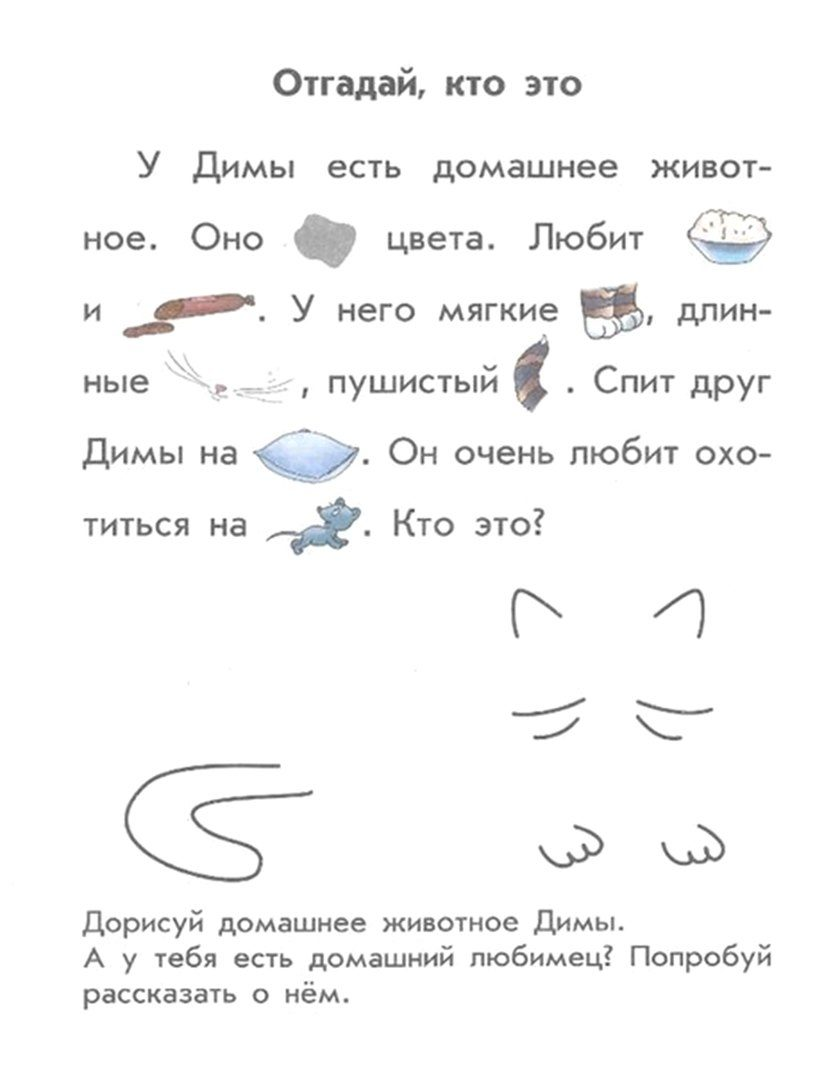 Отгадай, кто это
У Димы есть домашнее живот-
ное. Оно цвета. Любит
и . У него мягкие , длин-
ные , пушистый . Спит друг
Димы на . Он очень любит охо-
титься на . Кто это?
Дорисуй домашнее животное Димы.
А у тебя есть домашний любимец? Попробуй
рассказать о нём.